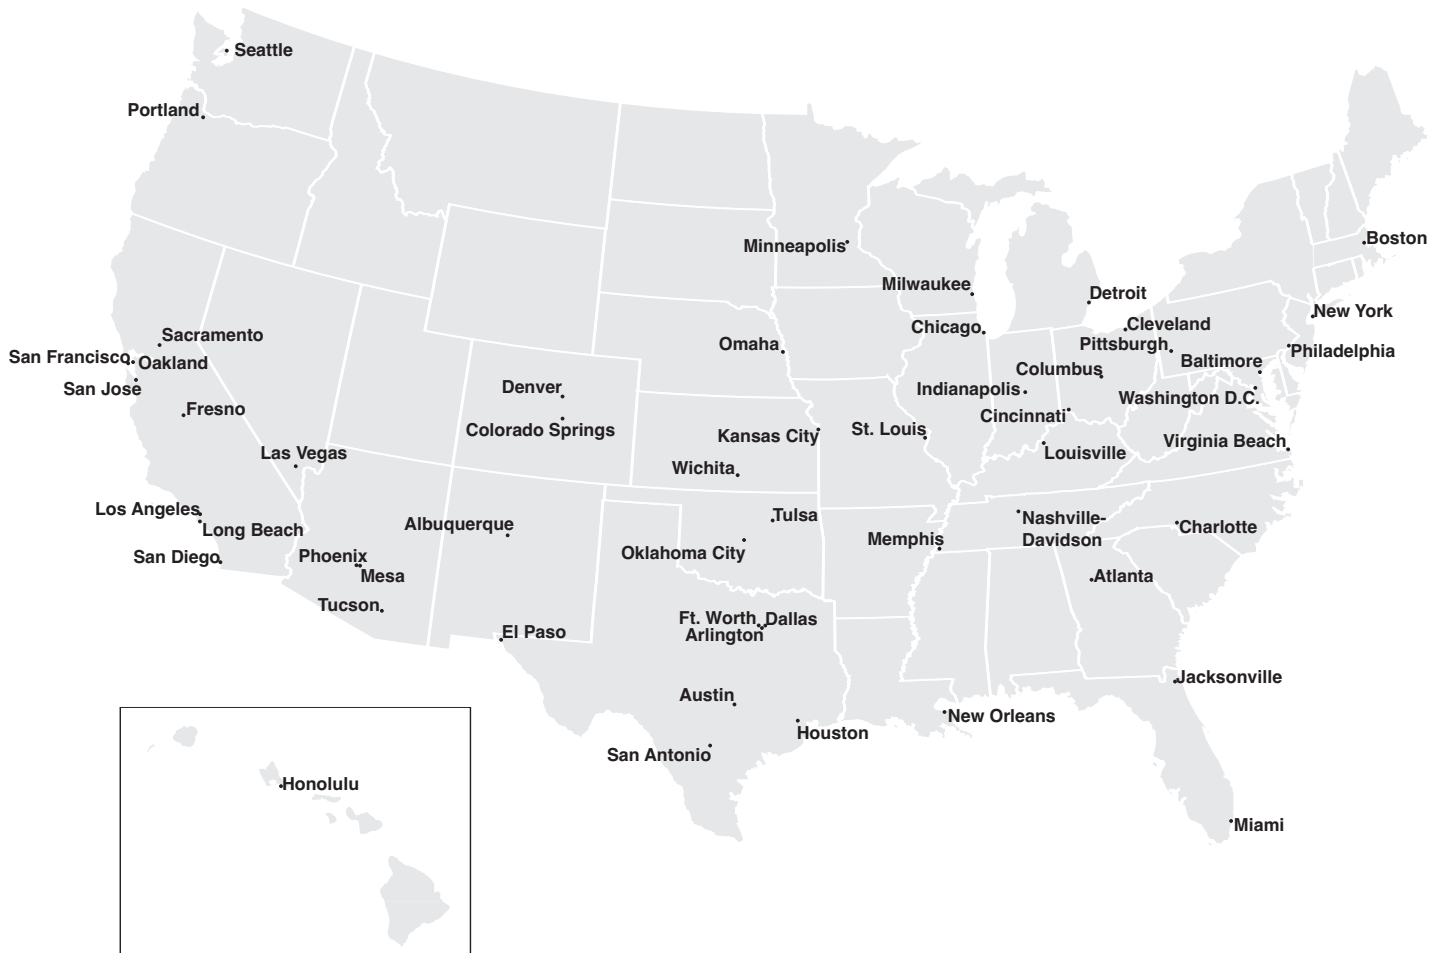 Seattle
Portland
Minneapolis
Boston
Milwaukee
Detroit
New York
Chicago
Cleveland
Sacramento
Omaha
Pittsburgh
Philadelphia
San Francisco
Oakland
Baltimore
Columbus
San Jose
Denver
Indianapolis
Washington D.C.
Fresno
Cincinnati
Colorado Springs
Kansas City
St. Louis
Virginia Beach
Las Vegas
Louisville
Wichita
Los Angeles
Tulsa
Nashville-
Davidson
Long Beach
Albuquerque
Charlotte
Memphis
San Diego
Phoenix
Oklahoma City
Mesa
Atlanta
Tucson
Ft. Worth
Dallas
El Paso
Arlington
Jacksonville
Austin
New Orleans
Houston
San Antonio
Honolulu
Miami